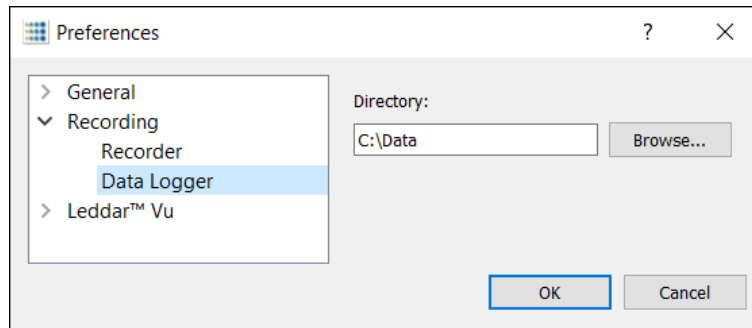 Preferences
General
Recording
Recorder
Data Logger
Leddar™ Vu
Directory:
C:\Data
Browse...
OK
Cancel